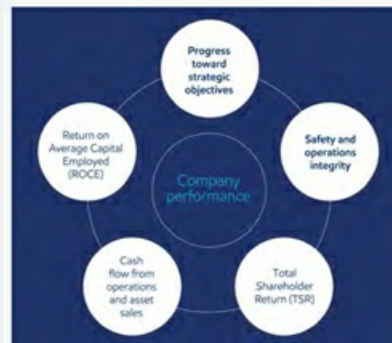 Progress
toward
strategic
objectives
Safety and
operations
integrity
Total
Shareholder
Return (TSR)
Cash
flow from
operations
and asset
sales
Return on
Average Capital
Employed
(ROCE)
Company
performance